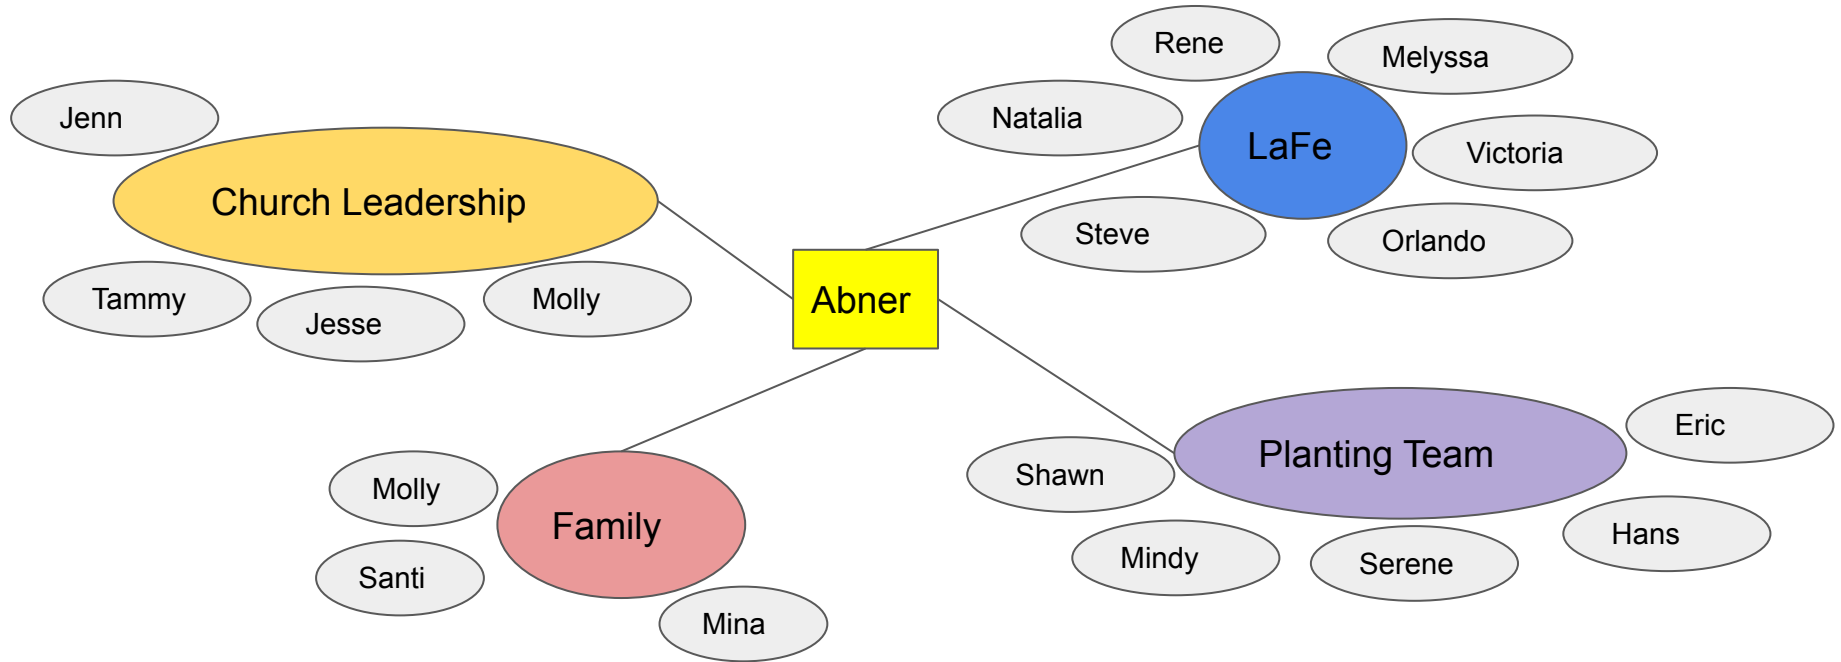 Rene
Melyssa
Jenn
Natalia
LaFe
Victoria
Church Leadership
Steve
Orlando
Tammy
Jesse
Molly
Abner
Molly
Family
Santi
Mina
Eric
Planting Team
Shawn
Hans
Mindy
Serene